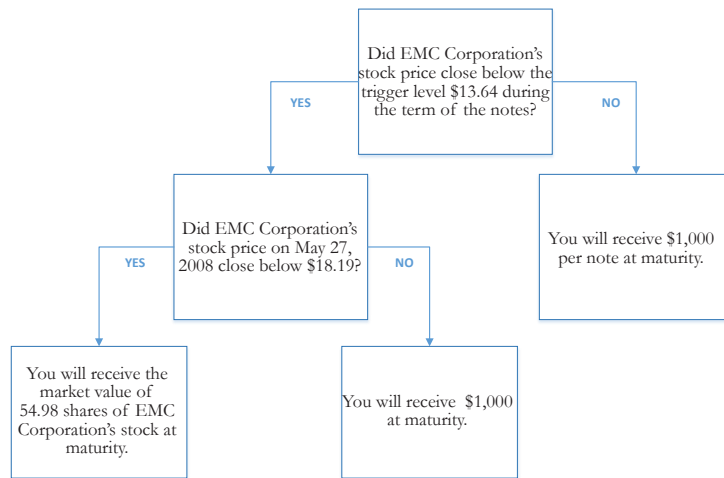 Did EMC Corporation's
stock price close below the
trigger level $13.64 during
the term of the notes?
YES
NO
Did EMC Corporation's
stock price on May 27,
2008 close below $18.19?
You will receive $1,000
per note at maturity.
YES
NO
You will receive the
market value of
54.98 shares of EMC
Corporation's stock at
maturity.
You will receive $1,000
at maturity.